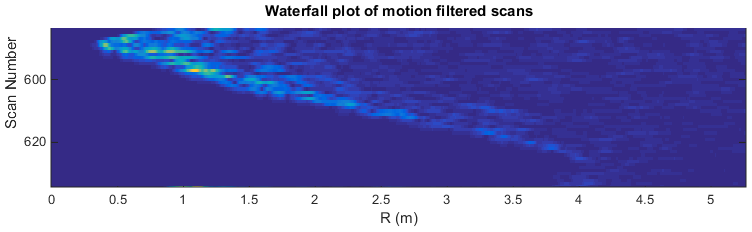 Waterfall plot of motion filtered scans
Scan Number
600
620
0 0.5 1 1.5 2 2.5 3 3.5 4 4.5 5
R (m)